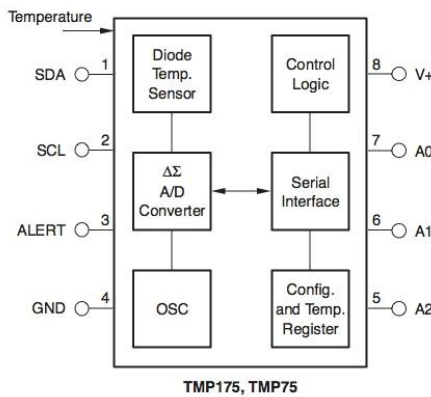 Temperature
SDA
1
Diode
Temp.
Sensor
Control
Logic
8
V+
SCL
2
ΔΣ
A/D
Converter
Serial
Interface
7
A0
ALERT
3
6
A1
GND
4
OSC
Config.
and Temp.
Register
5
A2
TMP175, TMP75